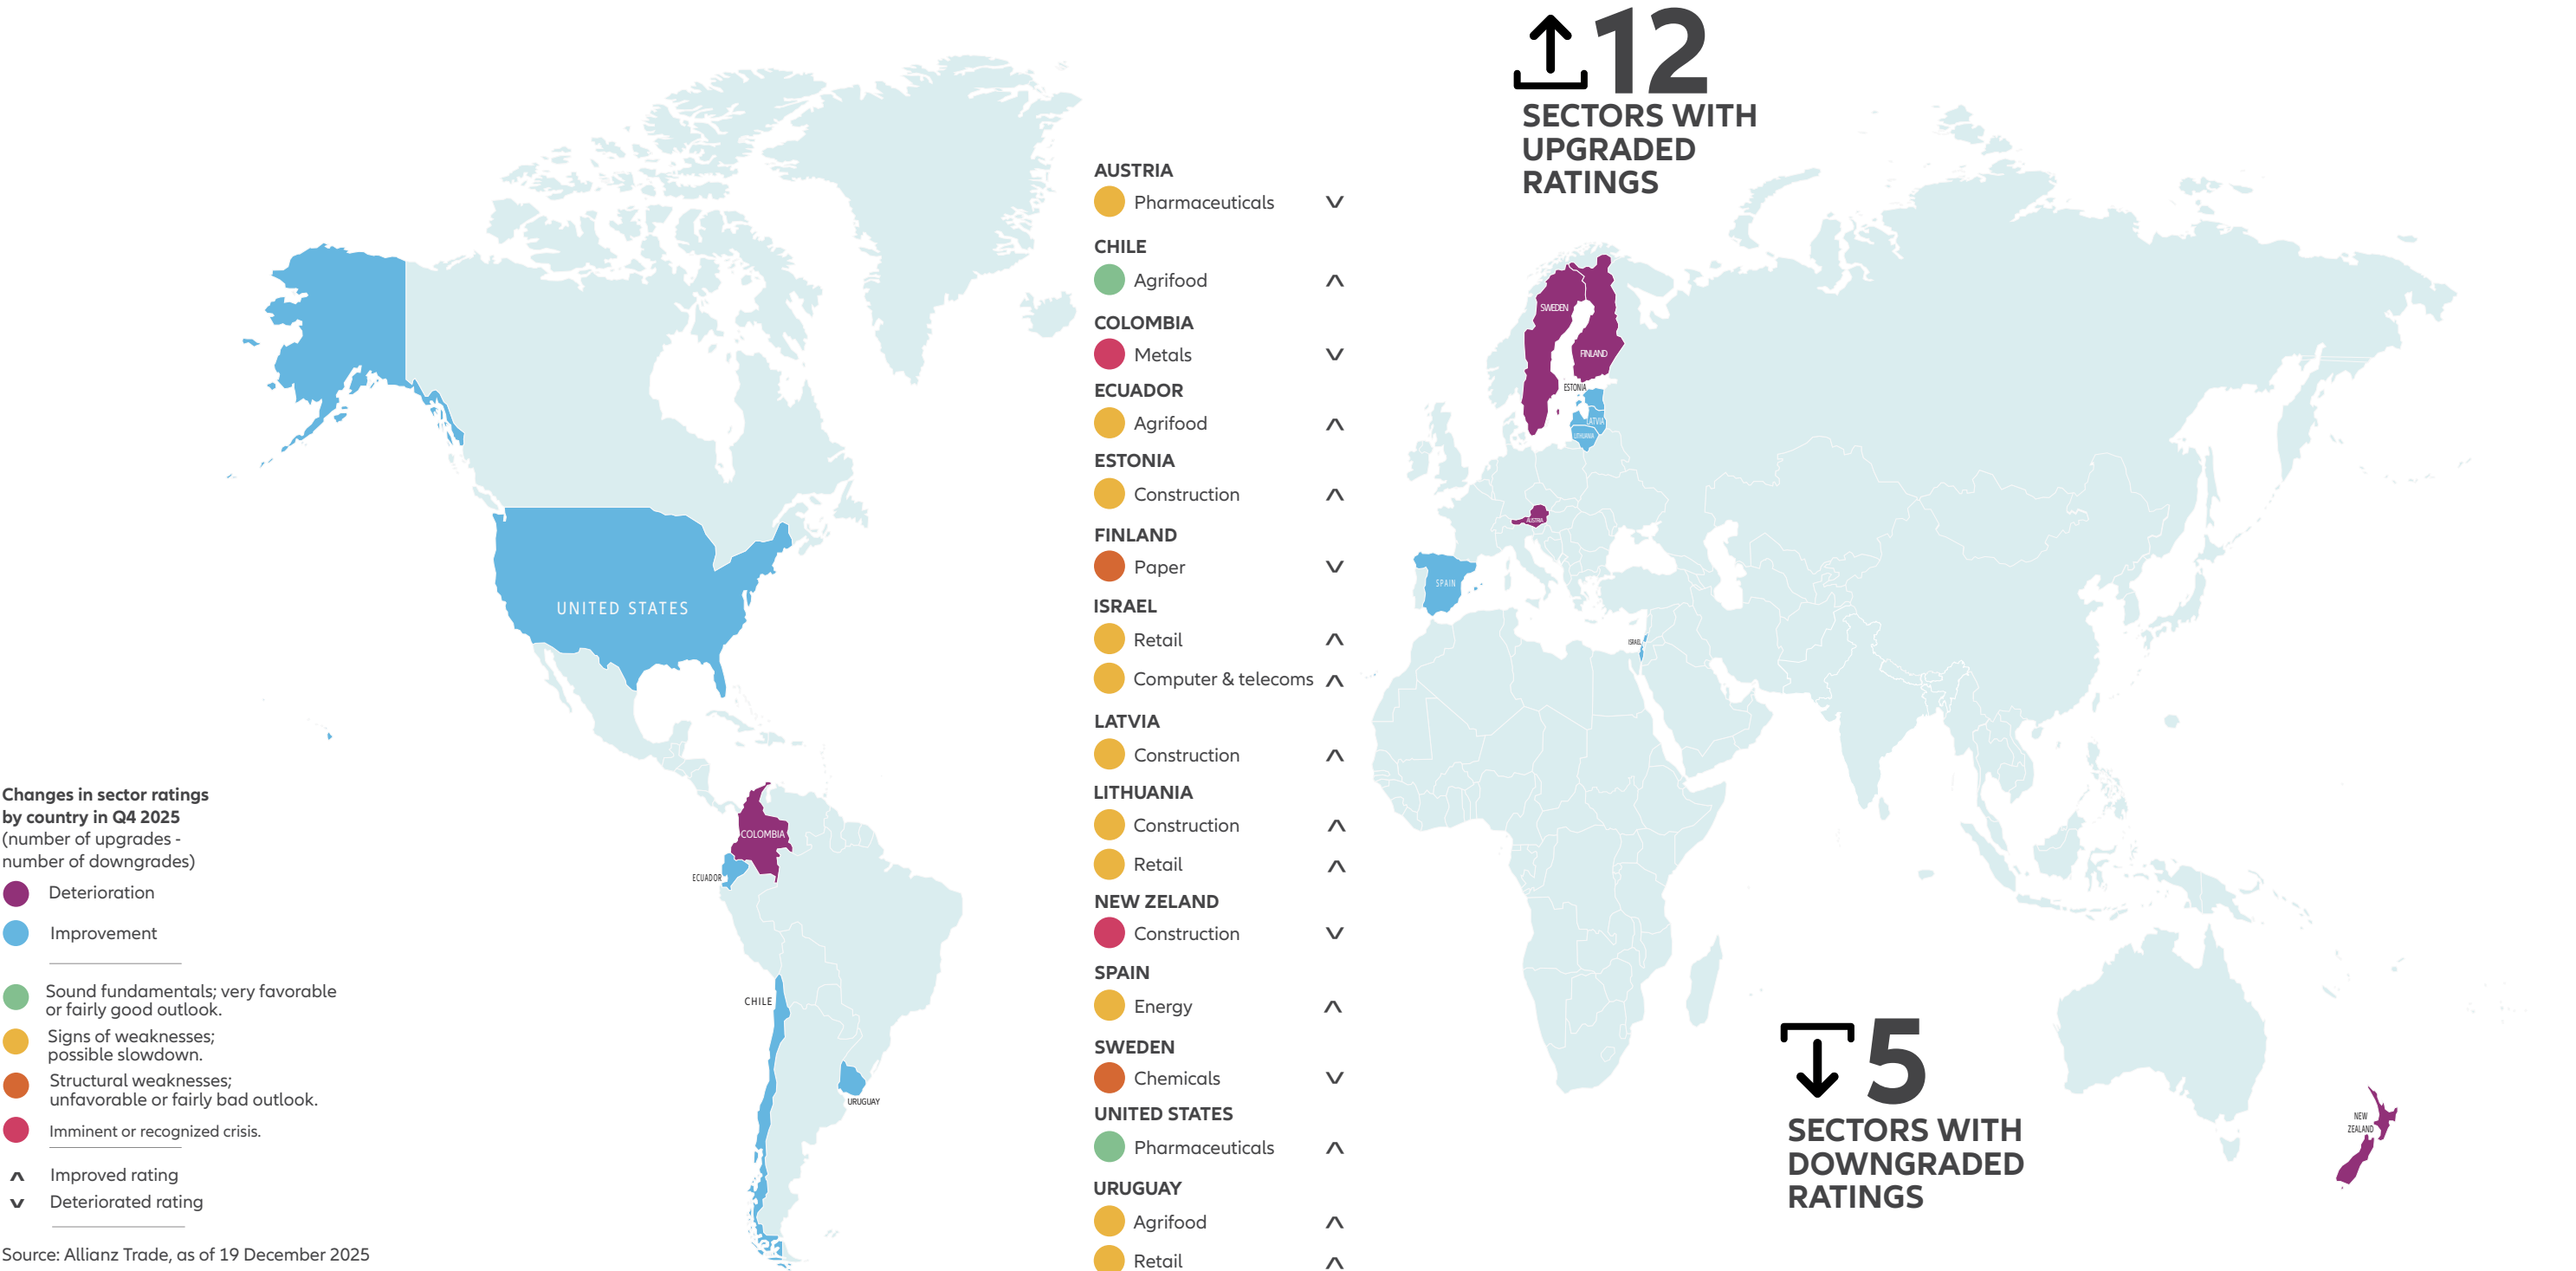 12
SECTORS WITH
UPGRADED
RATINGS
AUSTRIA
Pharmaceuticals V
CHILE
Agrifood Λ
COLOMBIA
Metals V
ECUADOR
Agrifood Λ
ESTONIA
Construction Λ
FINLAND
Paper V
ISRAEL
Retail Λ
Computer & telecoms Λ
LATVIA
Construction Λ
LITHUANIA
Construction Λ
Retail Λ
NEW ZELAND
Construction V
SPAIN
Energy Λ
SWEDEN
Chemicals V
UNITED STATES
Pharmaceuticals Λ
URUGUAY
Agrifood Λ
Retail Λ
UNITED STATES
COLOMBIA
ECUADOR
CHILE
URUGUAY
SWEDEN
FINLAND
ESTONIA
LATVIA
LITHUANIA
AUSTRIA
SPAIN
ISRAEL
NEW
ZEALAND
5
SECTORS WITH
DOWNGRADED
RATINGS
Changes in sector ratings
by country in Q4 2025
(number of upgrades -
number of downgrades)
Deterioration
Improvement
Sound fundamentals; very favorable
or fairly good outlook.
Signs of weaknesses;
possible slowdown.
Structural weaknesses;
unfavorable or fairly bad outlook.
Imminent or recognized crisis.
Λ Improved rating
V Deteriorated rating
Source: Allianz Trade, as of 19 December 2025